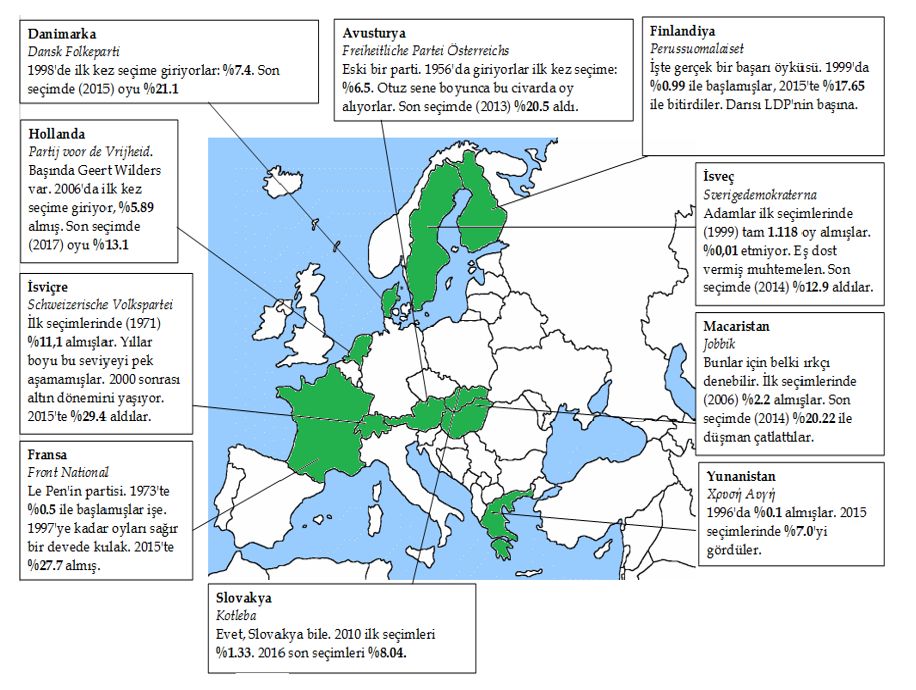 Danimarka
Dansk Folkeparti
1998'de ilk kez seçime giriyorlar: %7.4. Son
seçimde (2015) oyu %21.1
Avusturya
Freiheitliche Partei Österreichs
Eski bir parti. 1956'da giriyorlar ilk kez seçime:
%6.5. Otuz sene boyunca bu civarda oy
alıyorlar. Son seçimde (2013) %20.5 aldı.
Finlandiya
Perussuomalaiset
İşte gerçek bir başarı öyküsü. 1999'da
%0.99 ile başlamışlar, 2015'te %17.65
ile bitirdiler. Darısı LDP'nin başına.
Hollanda
Partij voor de Vrijheid.
Başında Geert Wilders
var. 2006'da ilk kez
seçime giriyor, %5.89
almış. Son seçimde
(2017) oyu %13.1
İsveç
Sverigedemokraterna
Adamlar ilk seçimlerinde
(1999) tam 1.118 oy almışlar.
%0,01 etmiyor. Eş dost
vermiş muhtemelen. Son
seçimde (2014) %12.9 aldılar.
İsviçre
Schweizerische Volkspartei
İlk seçimlerinde (1971)
%11,1 almışlar. Yıllar
boyu bu seviyeyi pek
aşamamışlar. 2000 sonrası
altın dönemini yaşıyor.
2015'te %29.4 aldılar.
Macaristan
Jobbik
Bunlar için belki ırkçı
denebilir. İlk seçimlerinde
(2006) %2.2 almışlar. Son
seçimde (2014) %20.22 ile
düşman çatlattılar.
Fransa
Front National
Le Pen'in partisi. 1973'te
%0.5 ile başlamışlar işe.
1997'ye kadar oyları sağır
bir devede kulak. 2015'te
%27.7 almış.
Yunanistan
Χρυσή Αυγή
1996'da %0.1 almışlar. 2015
seçimlerinde %7.0'yi
gördüler.
Slovakya
Kotleba
Evet, Slovakya bile. 2010 ilk seçimleri
%1.33. 2016 son seçimleri %8.04.